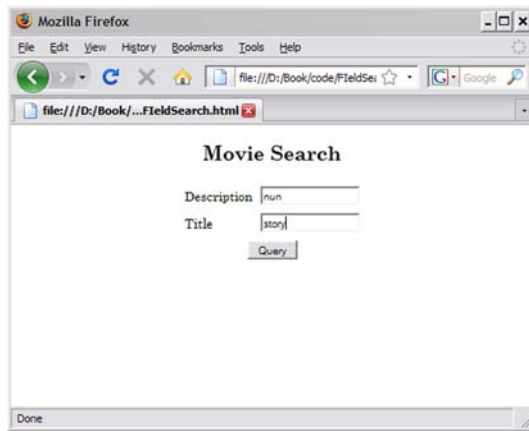 Mozilla Firefox
File Edit View History Bookmarks Tools Help
file:///D:/Book/code/FIeldSea G Google
file:///D:/Book/...FIeldSearch.html
Movie Search
Description nun
Title story
Query
Done